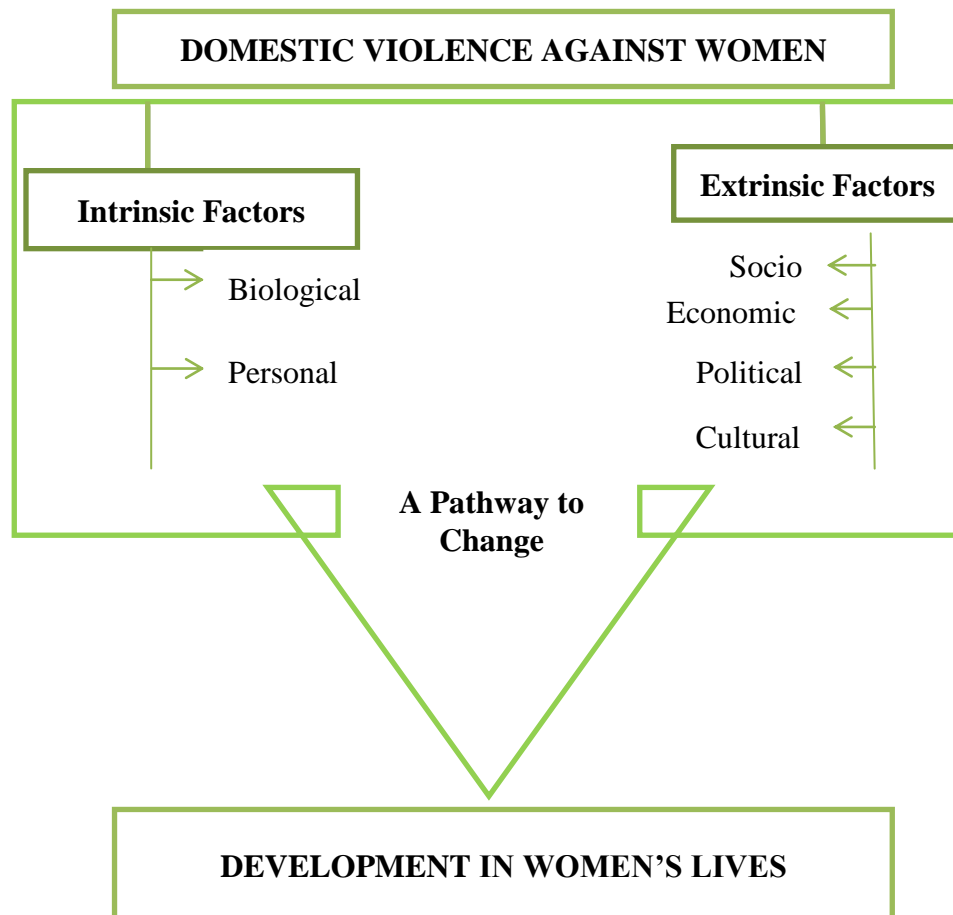 DOMESTIC VIOLENCE AGAINST WOMEN
Intrinsic Factors
Biological
Personal
Extrinsic Factors
Socio
Economic
Political
Cultural
A Pathway to
Change
DEVELOPMENT IN WOMEN’S LIVES